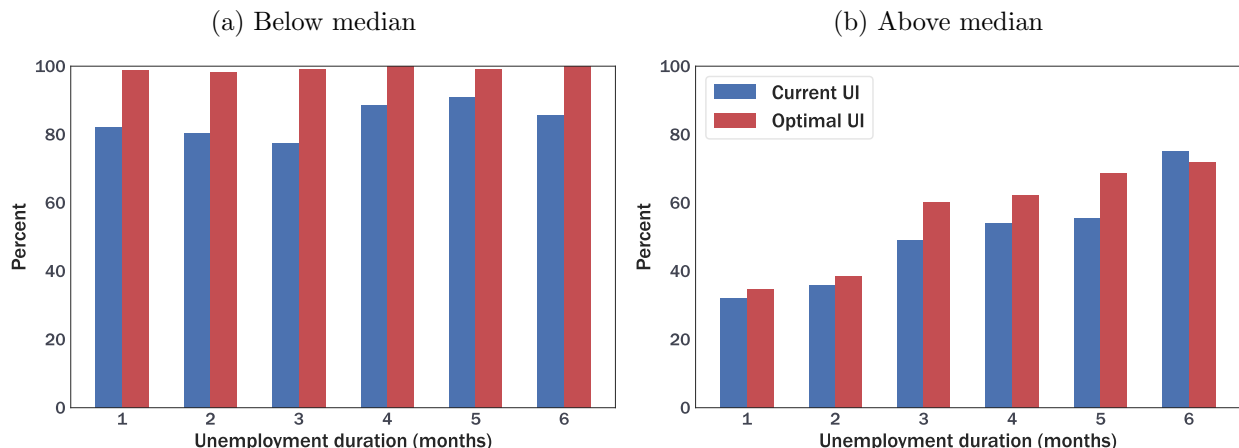 (a) Below median
100
80
60
40
20
0
Percent
1 2 3 4 5 6
Unemployment duration (months)
(b) Above median
Current UI
Optimal UI
100
80
60
40
20
0
Percent
1 2 3 4 5 6
Unemployment duration (months)